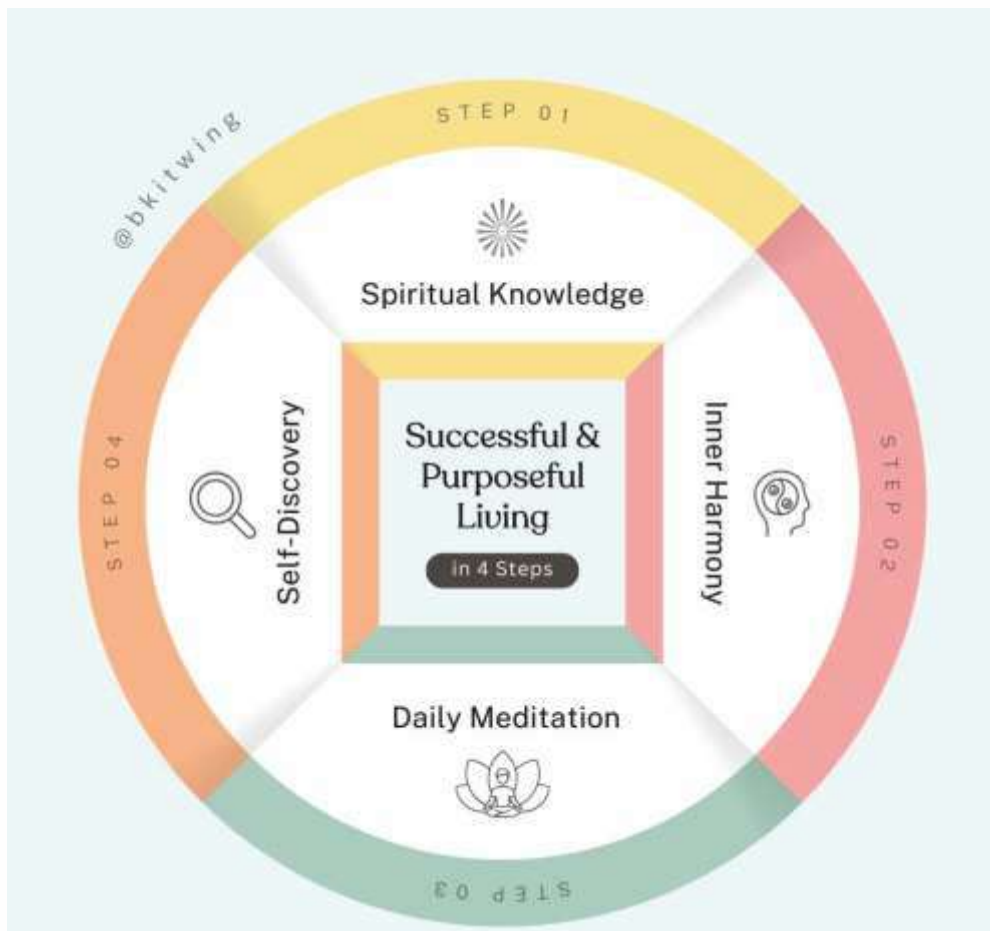 @bkitwing
STEP 01
Spiritual Knowledge
STEP 02
Inner Harmony
STEP 03
Daily Meditation
STEP 04
Self-Discovery
Successful &
Purposeful
Living
in 4 Steps